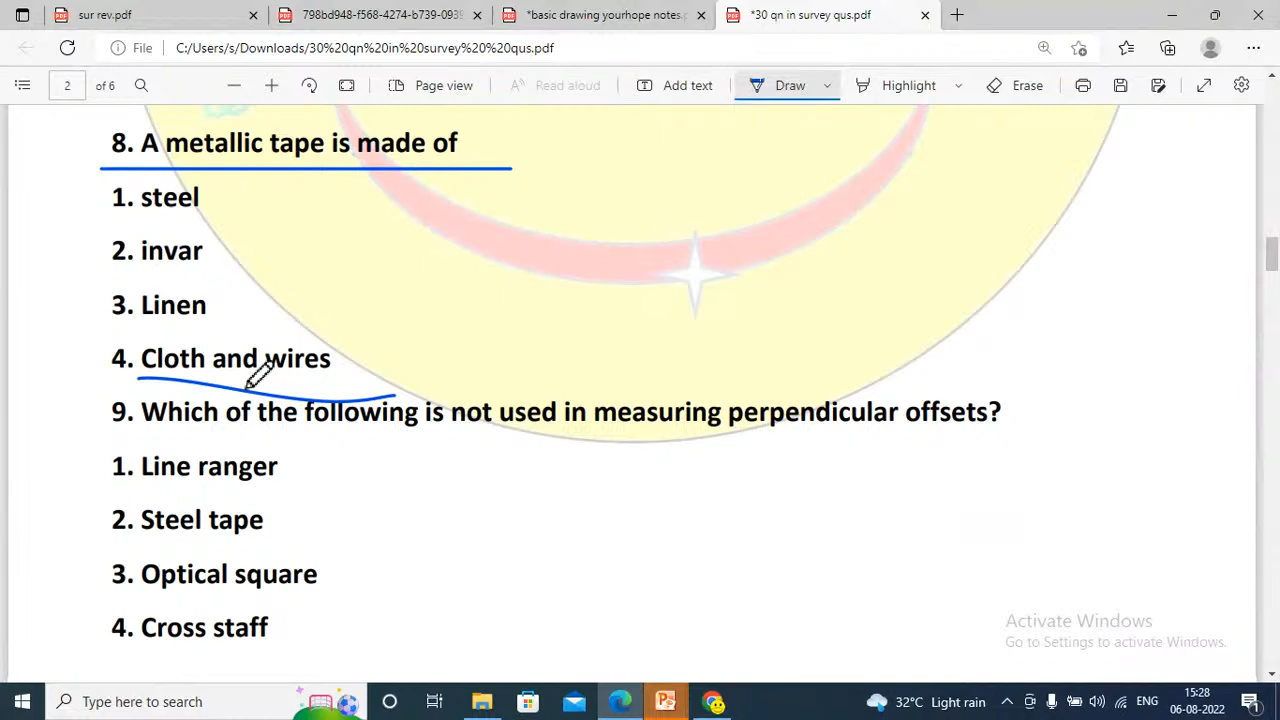 sur rev.pdf
798bd948-f568-4274-b739-0939
*basic drawing yourhope notes.p
*30 qn in survey qus.pdf
File
C:/Users/s/Downloads/30%20qn%20in%20survey%20%20qus.pdf
of 6
Page view
Read aloud
Add text
Draw
Highlight
Erase
8. A metallic tape is made of
1. steel
2. invar
3. Linen
4. Cloth and wires
9. Which of the following is not used in measuring perpendicular offsets?
1. Line ranger
2. Steel tape
3. Optical square
4. Cross staff
Activate Windows
Go to Settings to activate Windows.
Type here to search
32°C Light rain
ENG
15:28
06-08-2022